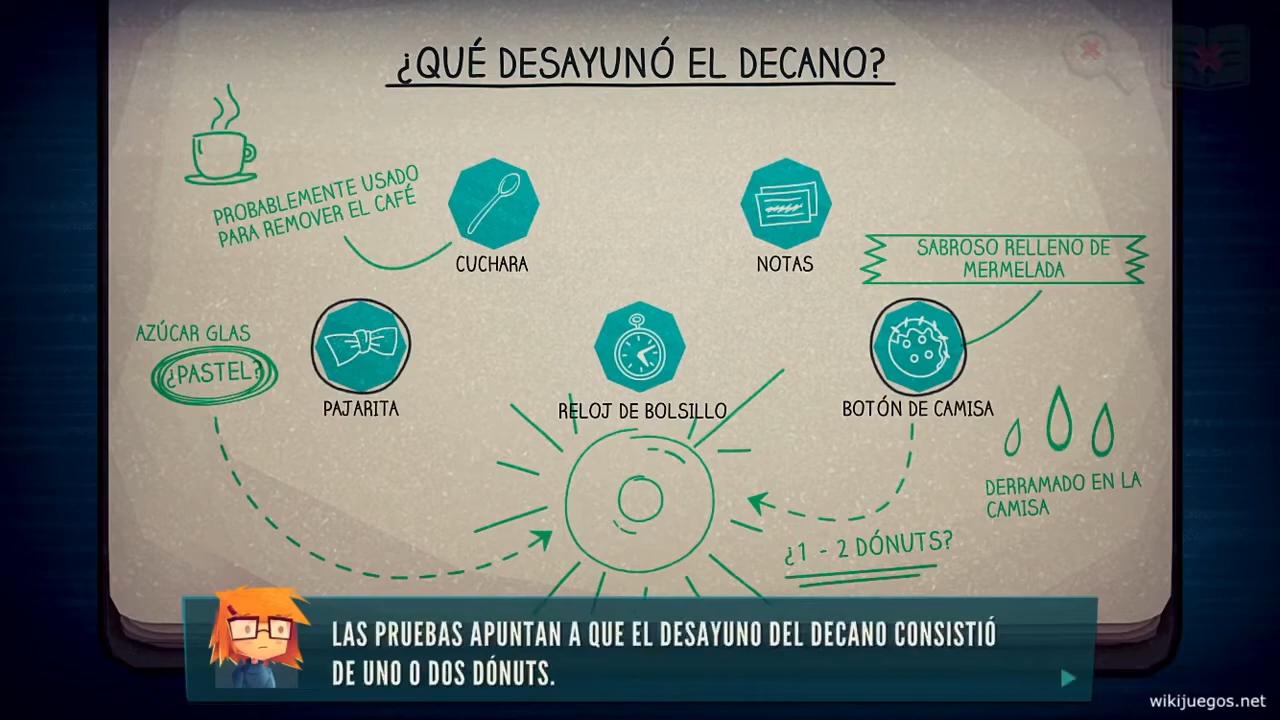 ¿QUÉ DESAYUNÓ EL DECANO?
PROBABLEMENTE USADO
PARA REMOVER EL CAFÉ
CUCHARA
NOTAS
SABROSO RELLENO DE
MERMELADA
AZÚCAR GLAS
¿PASTEL?
PAJARITA
RELOJ DE BOLSILLO
BOTÓN DE CAMISA
DERRAMADO EN LA
CAMISA
¿1 - 2 DÓNUTS?
LAS PRUEBAS APUNTAN A QUE EL DESAYUNO DEL DECANO CONSISTIÓ
DE UNO O DOS DÓNUTS.
wikijuegos.net